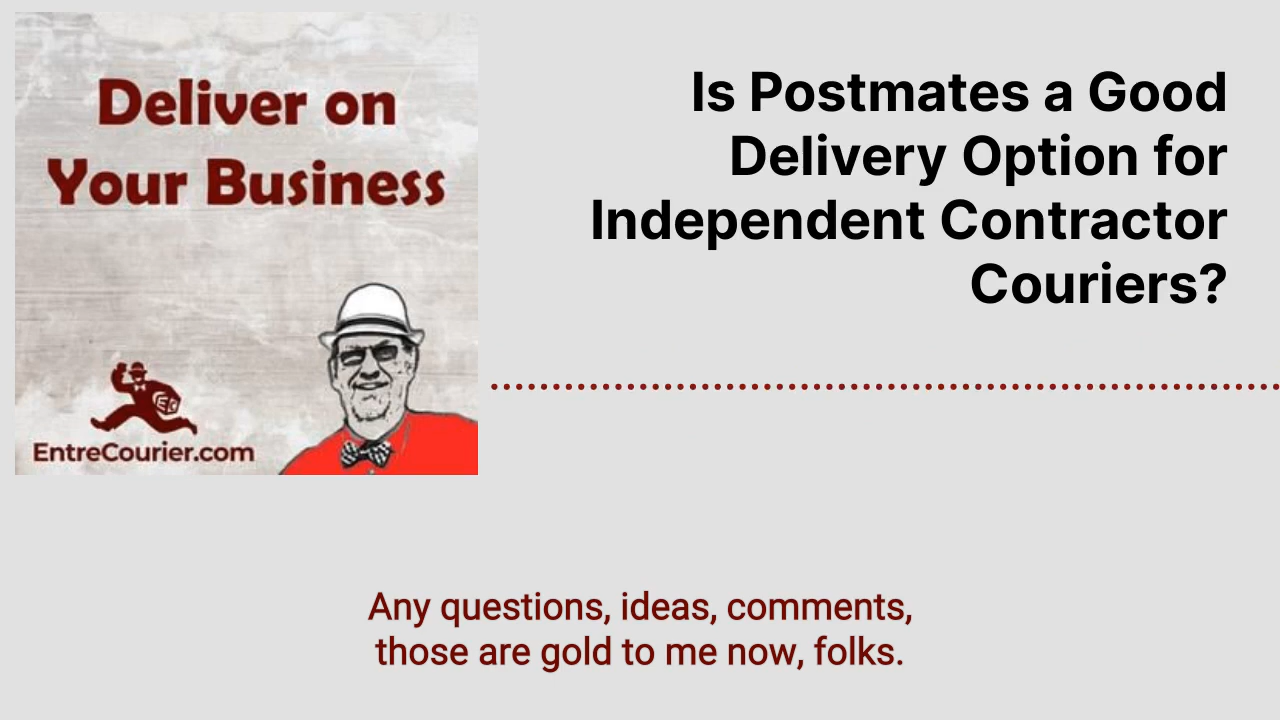 Deliver on
Your Business
EntreCourier.com
Is Postmates a Good
Delivery Option for
Independent Contractor
Couriers?
Any questions, ideas, comments,
those are gold to me now, folks.